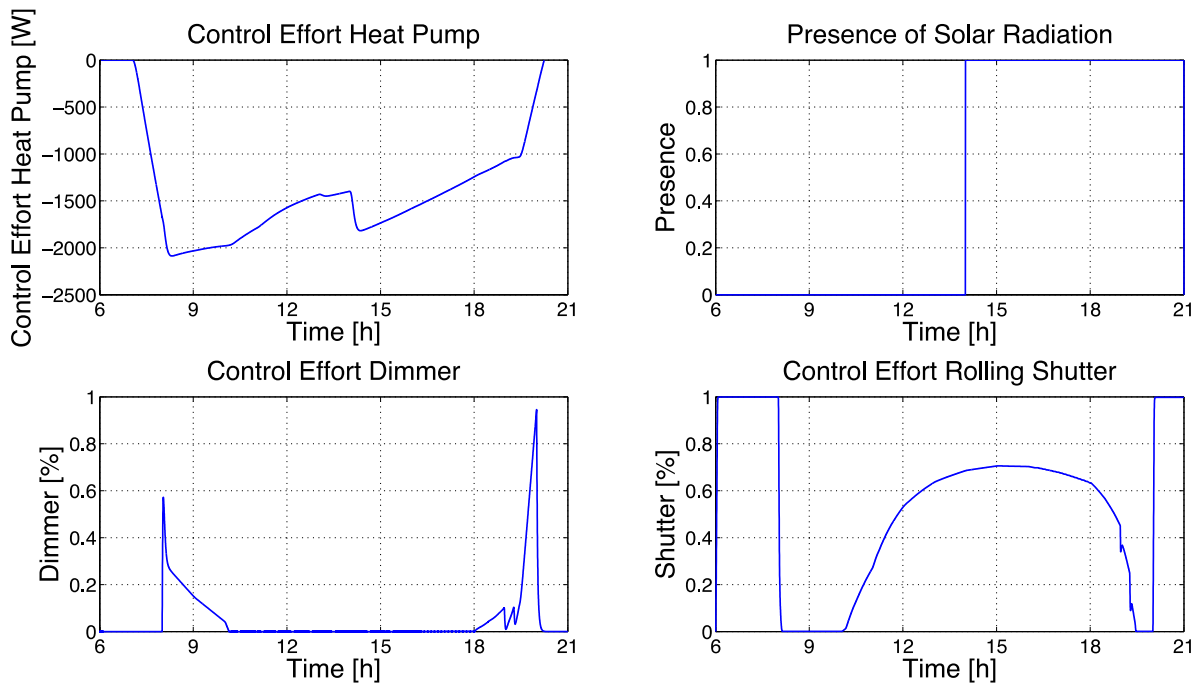 Control Effort Heat Pump
Control Effort Heat Pump [W]
0
−500
−1000
−1500
−2000
−2500
6 9 12 15 18 21
Time [h]
Presence of Solar Radiation
Presence
1
0.8
0.6
0.4
0.2
0
6 9 12 15 18 21
Time [h]
Control Effort Dimmer
Dimmer [%]
1
0.8
0.6
0.4
0.2
0
6 9 12 15 18 21
Time [h]
Control Effort Rolling Shutter
Shutter [%]
1
0.8
0.6
0.4
0.2
0
6 9 12 15 18 21
Time [h]